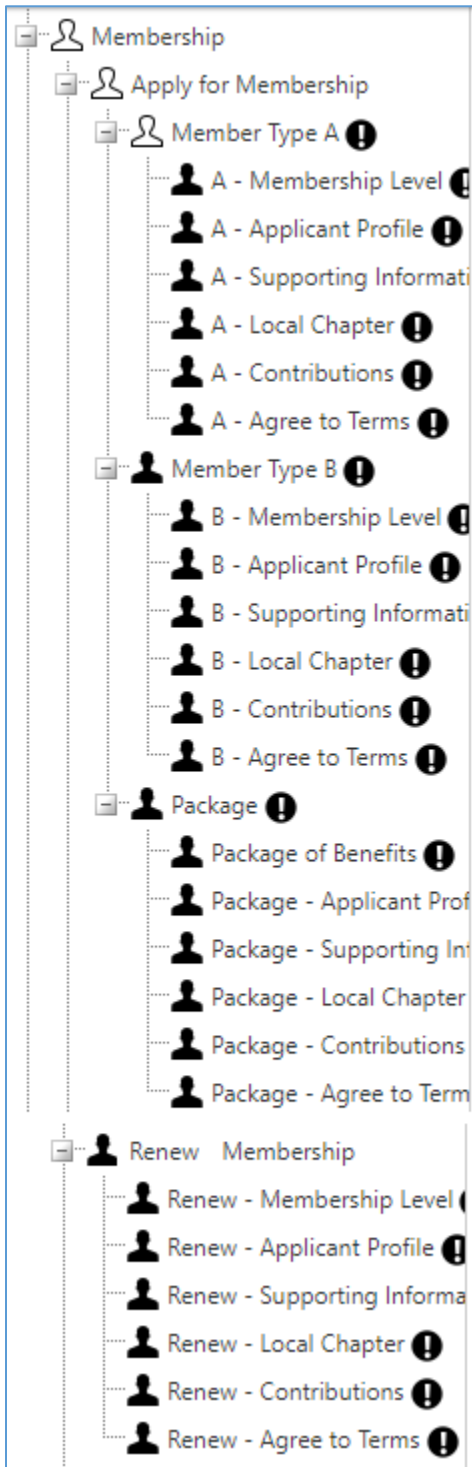 Membership
Apply for Membership
Member Type A
A - Membership Level
A - Applicant Profile
A - Supporting Informati
A - Local Chapter
A - Contributions
A - Agree to Terms
Member Type B
B - Membership Level
B - Applicant Profile
B - Supporting Informati
B - Local Chapter
B - Contributions
B - Agree to Terms
Package
Package of Benefits
Package - Applicant Prof
Package - Supporting Inf
Package - Local Chapter
Package - Contributions
Package - Agree to Term
Renew Membership
Renew - Membership Level
Renew - Applicant Profile
Renew - Supporting Informa
Renew - Local Chapter
Renew - Contributions
Renew - Agree to Terms